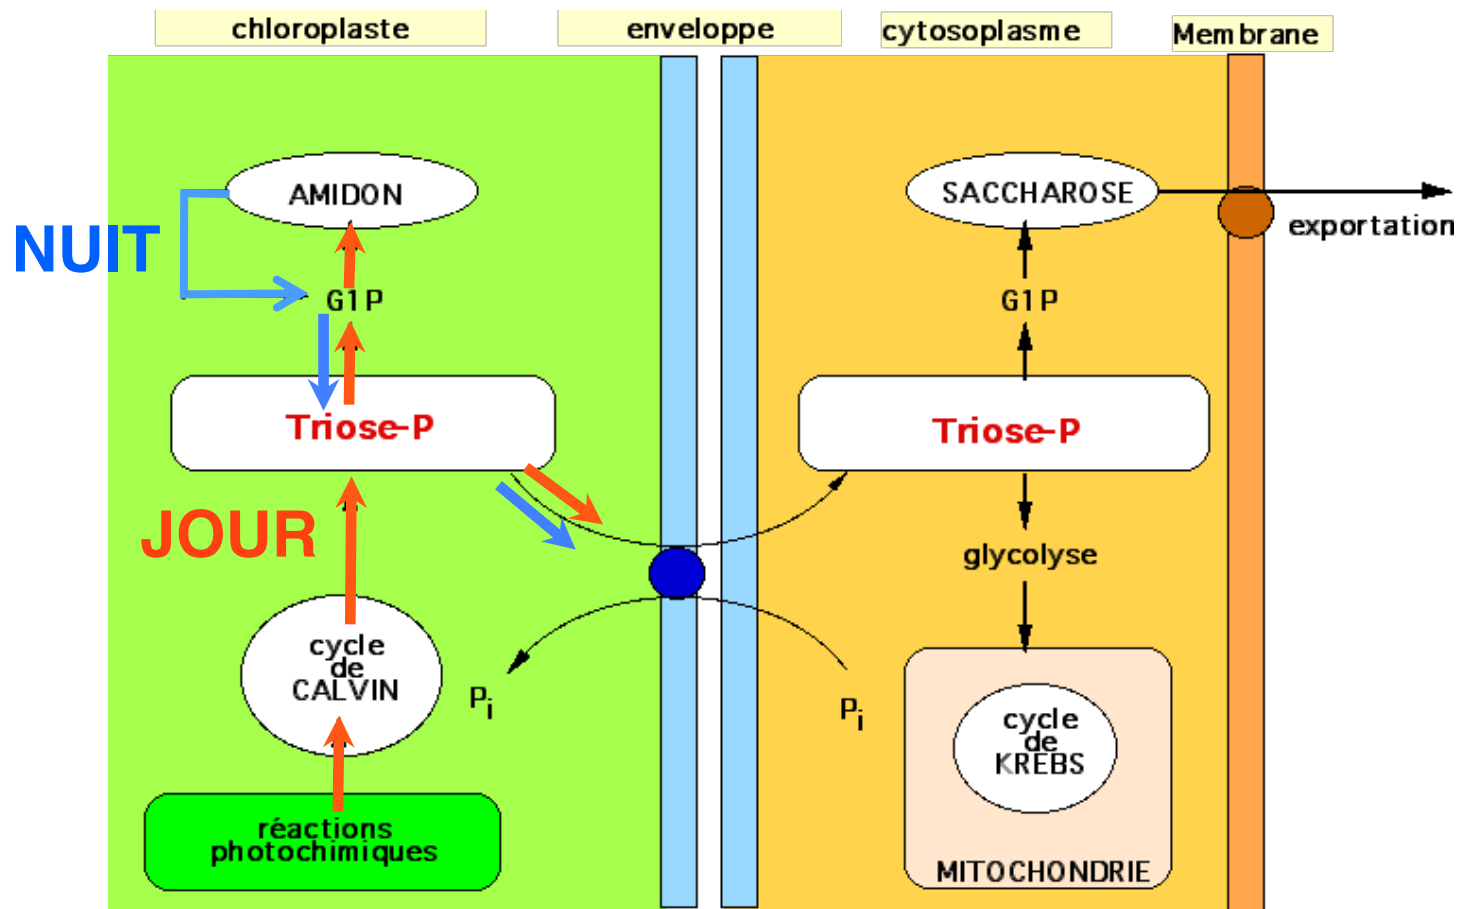 chloroplaste
enveloppe
cytosoplasme
Membrane
AMIDON
SACCHAROSE
exportation
NUIT
G1P
G1P
Triose-P
Triose-P
JOUR
glycolyse
cycle
de
CALVIN
Pi
Pi
cycle
de
KREBS
réactions
photochimiques
MITOCHONDRIE